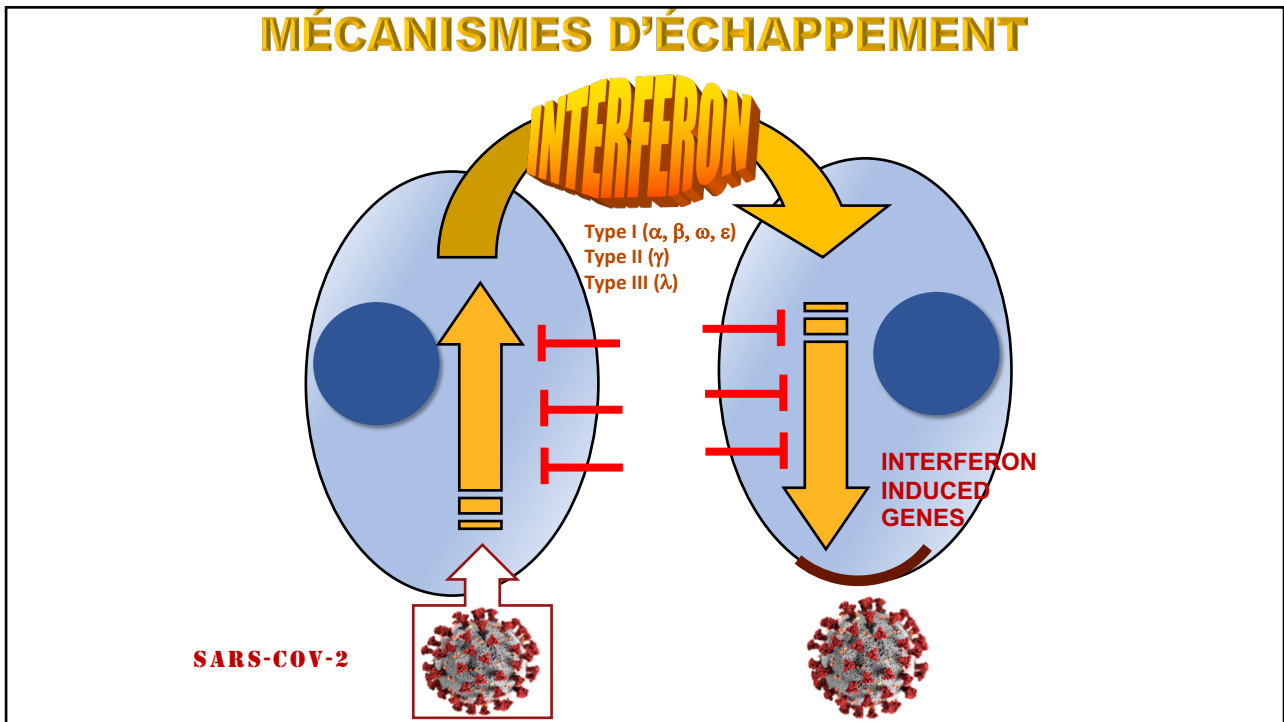 MÉCANISMES D’ÉCHAPPEMENT
INTERFERON
Type I (α, β, ω, ε)
Type II (γ)
Type III (λ)
INTERFERON
INDUCED
GENES
SARS-COV-2